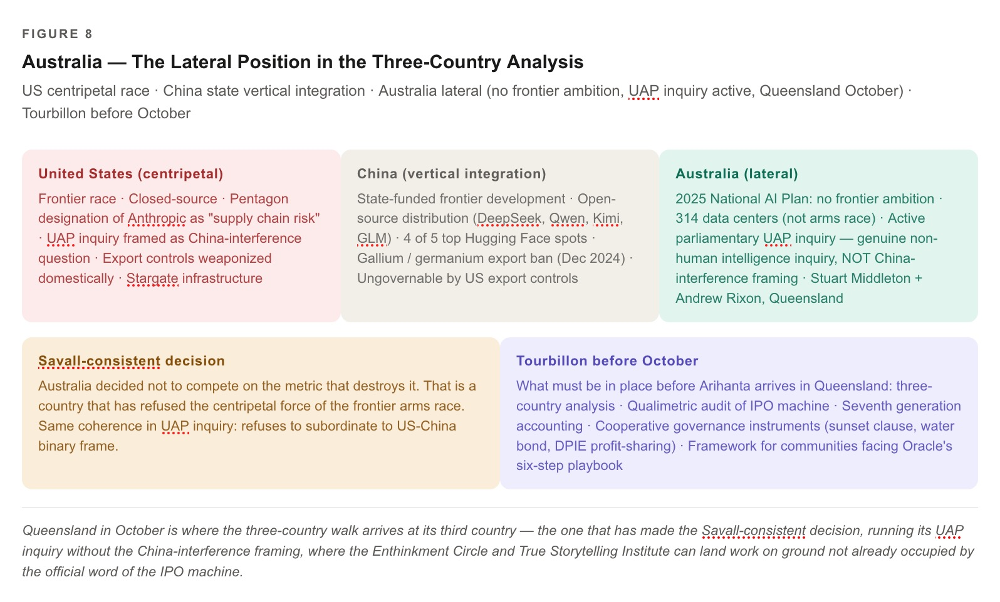 FIGURE 8
Australia — The Lateral Position in the Three-Country Analysis
US centripetal race · China state vertical integration · Australia lateral (no frontier ambition, UAP inquiry active, Queensland October) ·
Tourbillon before October
United States (centripetal)
Frontier race · Closed-source · Pentagon
designation of Anthropic as "supply chain risk"
· UAP inquiry framed as China-interference
question · Export controls weaponized
domestically · Stargate infrastructure
China (vertical integration)
State-funded frontier development · Open-
source distribution (DeepSeek, Qwen, Kimi,
GLM) · 4 of 5 top Hugging Face spots ·
Gallium / germanium export ban (Dec 2024) ·
Ungovernable by US export controls
Australia (lateral)
2025 National AI Plan: no frontier ambition ·
314 data centers (not arms race) · Active
parliamentary UAP inquiry — genuine non-
human intelligence inquiry, NOT China-
interference framing · Stuart Middleton +
Andrew Rixon, Queensland
Savall-consistent decision
Australia decided not to compete on the metric that destroys it. That is a
country that has refused the centripetal force of the frontier arms race.
Same coherence in UAP inquiry: refuses to subordinate to US-China
binary frame.
Tourbillon before October
What must be in place before Arihanta arrives in Queensland: three-
country analysis · Qualimetric audit of IPO machine · Seventh generation
accounting · Cooperative governance instruments (sunset clause, water
bond, DPIE profit-sharing) · Framework for communities facing Oracle's
six-step playbook
Queensland in October is where the three-country walk arrives at its third country — the one that has made the Savall-consistent decision, running its UAP
inquiry without the China-interference framing, where the Enthinkment Circle and True Storytelling Institute can land work on ground not already occupied by
the official word of the IPO machine.